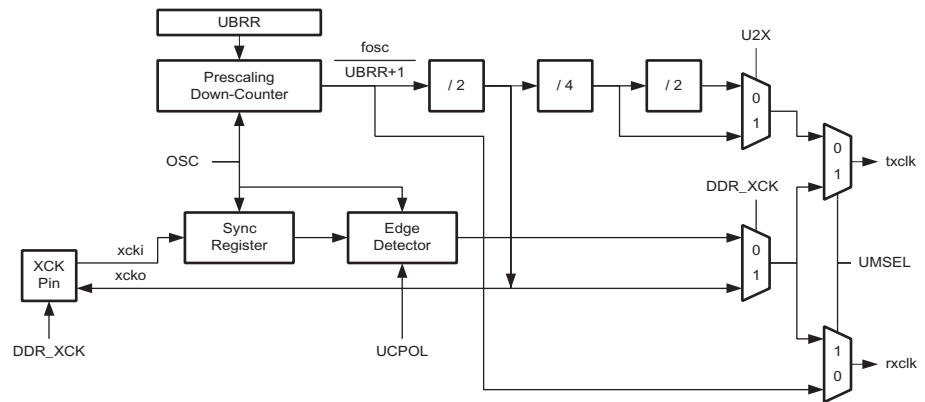 UBRR
fosc
UBRR+1
U2X
Prescaling
Down-Counter
/ 2
/ 4
/ 2
0
1
OSC
0
1
txclk
DDR_XCK
Sync
Register
Edge
Detector
xcki
XCK
Pin
xcko
0
1
UMSEL
DDR_XCK
UCPOL
1
0
rxclk